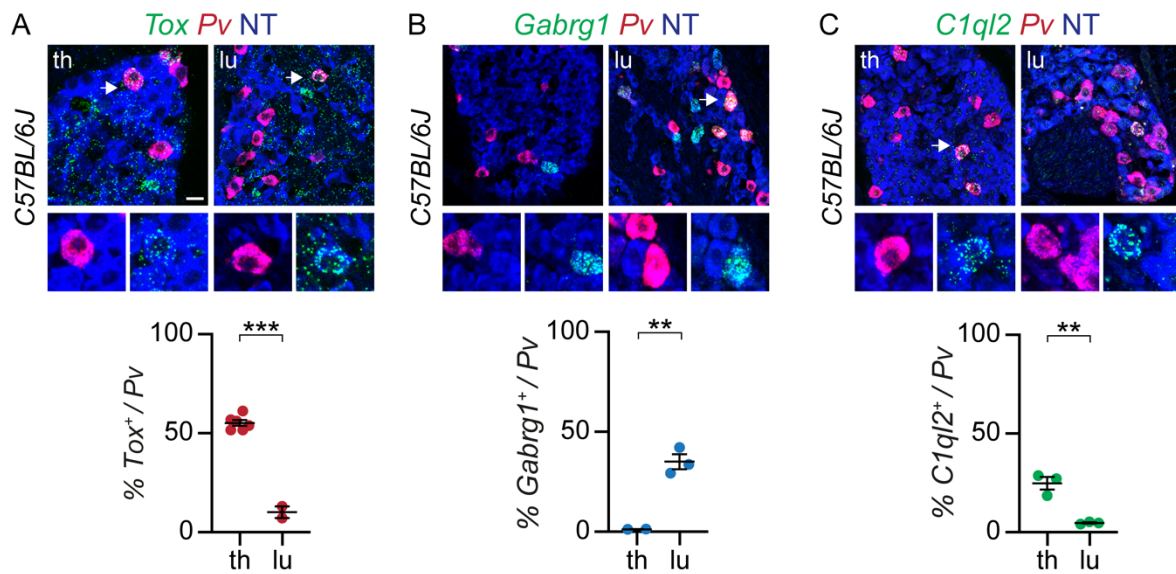 A Tox Pv NT
th
lu
C57BL/6J
100
50
0
% Tox⁺ / Pv
***
th lu
B Gabrg1 Pv NT
lu
100
50
0
% Gabrg1⁺ / Pv
**
th lu
C C1ql2 Pv NT
C57BL/6J
100
50
0
% C1ql2⁺ / Pv
**
th lu
C57BL/6J
th
th
lu